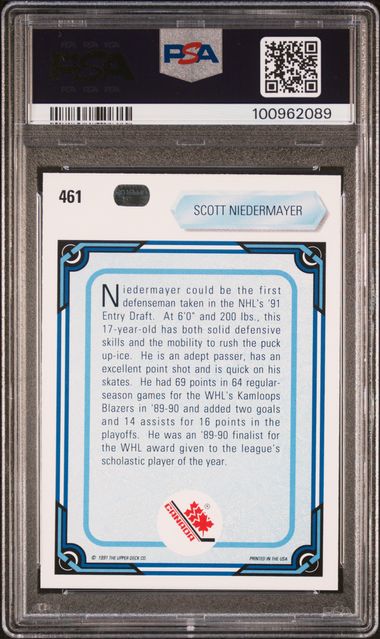 PSA
PSA
100962089
461
SCOTT NIEDERMAYER
Niedermayer could be the first
defenseman taken in the NHL's '91
Entry Draft. At 6'0" and 200 lbs., this
17-year-old has both solid defensive
skills and the mobility to rush the puck
up-ice. He is an adept passer, has an
excellent point shot and is quick on his
skates. He had 69 points in 64 regular-
season games for the WHL's Kamloops
Blazers in '89-90 and added two goals
and 14 assists for 16 points in the
playoffs. He was an '89-90 finalist for
the WHL award given to the league's
scholastic player of the year.
CANADA
®
© 1991 THE UPPER DECK CO.
PRINTED IN THE USA